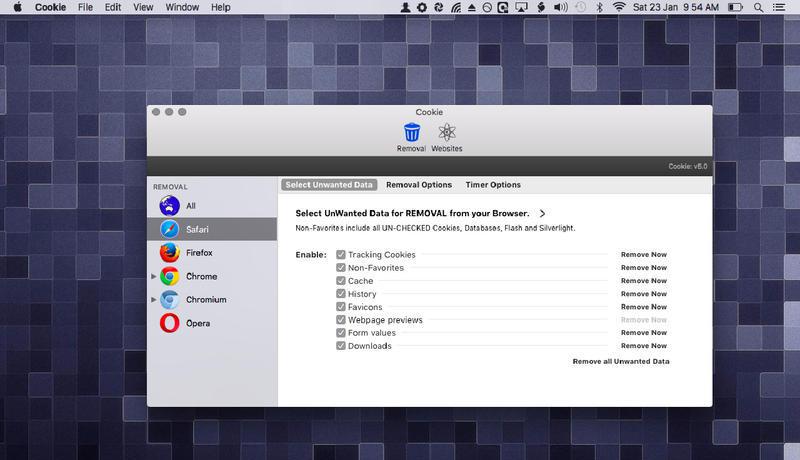 Cookie File Edit View Window Help Sat 23 Jan 9:54 AM
Cookie
Removal Websites
Cookie: v5.0
REMOVAL
All
Safari
Firefox
Chrome
Chromium
Opera
Select Unwanted Data Removal Options Timer Options
Select UnWanted Data for REMOVAL from your Browser. >
Non-Favorites include all UN-CHECKED Cookies, Databases, Flash and Silverlight.
Enable: Tracking Cookies Remove Now
Non-Favorites Remove Now
Cache Remove Now
History Remove Now
Favicons Remove Now
Webpage previews Remove Now
Form values Remove Now
Downloads Remove Now
Remove all Unwanted Data